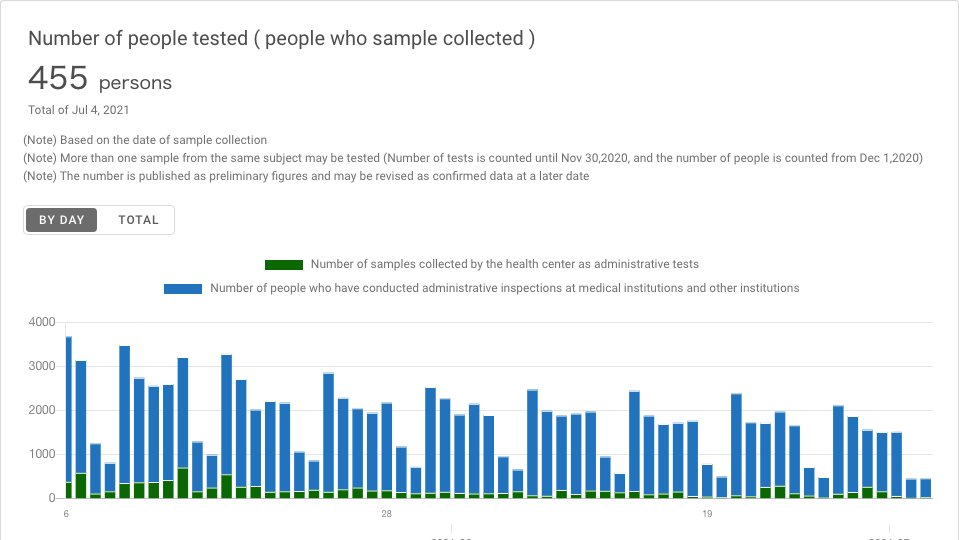 Number of people tested ( people who sample collected )
455 persons
Total of Jul 4, 2021
(Note) Based on the date of sample collection
(Note) More than one sample from the same subject may be tested (Number of tests is counted until Nov 30,2020, and the number of people is counted from Dec 1,2020)
(Note) The number is published as preliminary figures and may be revised as confirmed data at a later date
BY DAY TOTAL
Number of samples collected by the health center as administrative tests
Number of people who have conducted administrative inspections at medical institutions and other institutions
4000
3000
2000
1000
0
6 28 19